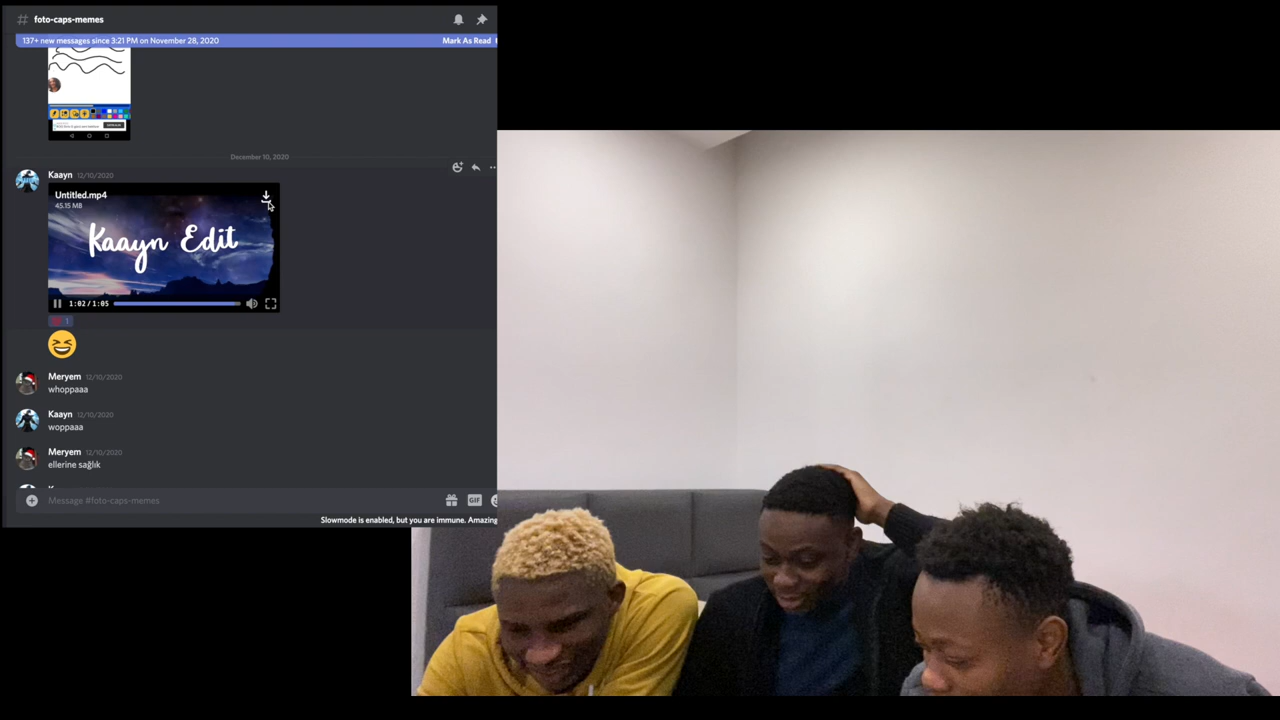 # foto-caps-memes
137+ new messages since 3:21 PM on November 28, 2020 Mark As Read
December 10, 2020
Kaayn 12/10/2020
Untitled.mp4
45.15 MB
Kaayn Edit
1:02 / 1:05
1
Meryem 12/10/2020
whoppaaa
Kaayn 12/10/2020
woppaaa
Meryem 12/10/2020
ellerine sağlık
Message #foto-caps-memes
GIF
Slowmode is enabled, but you are immune. Amazing